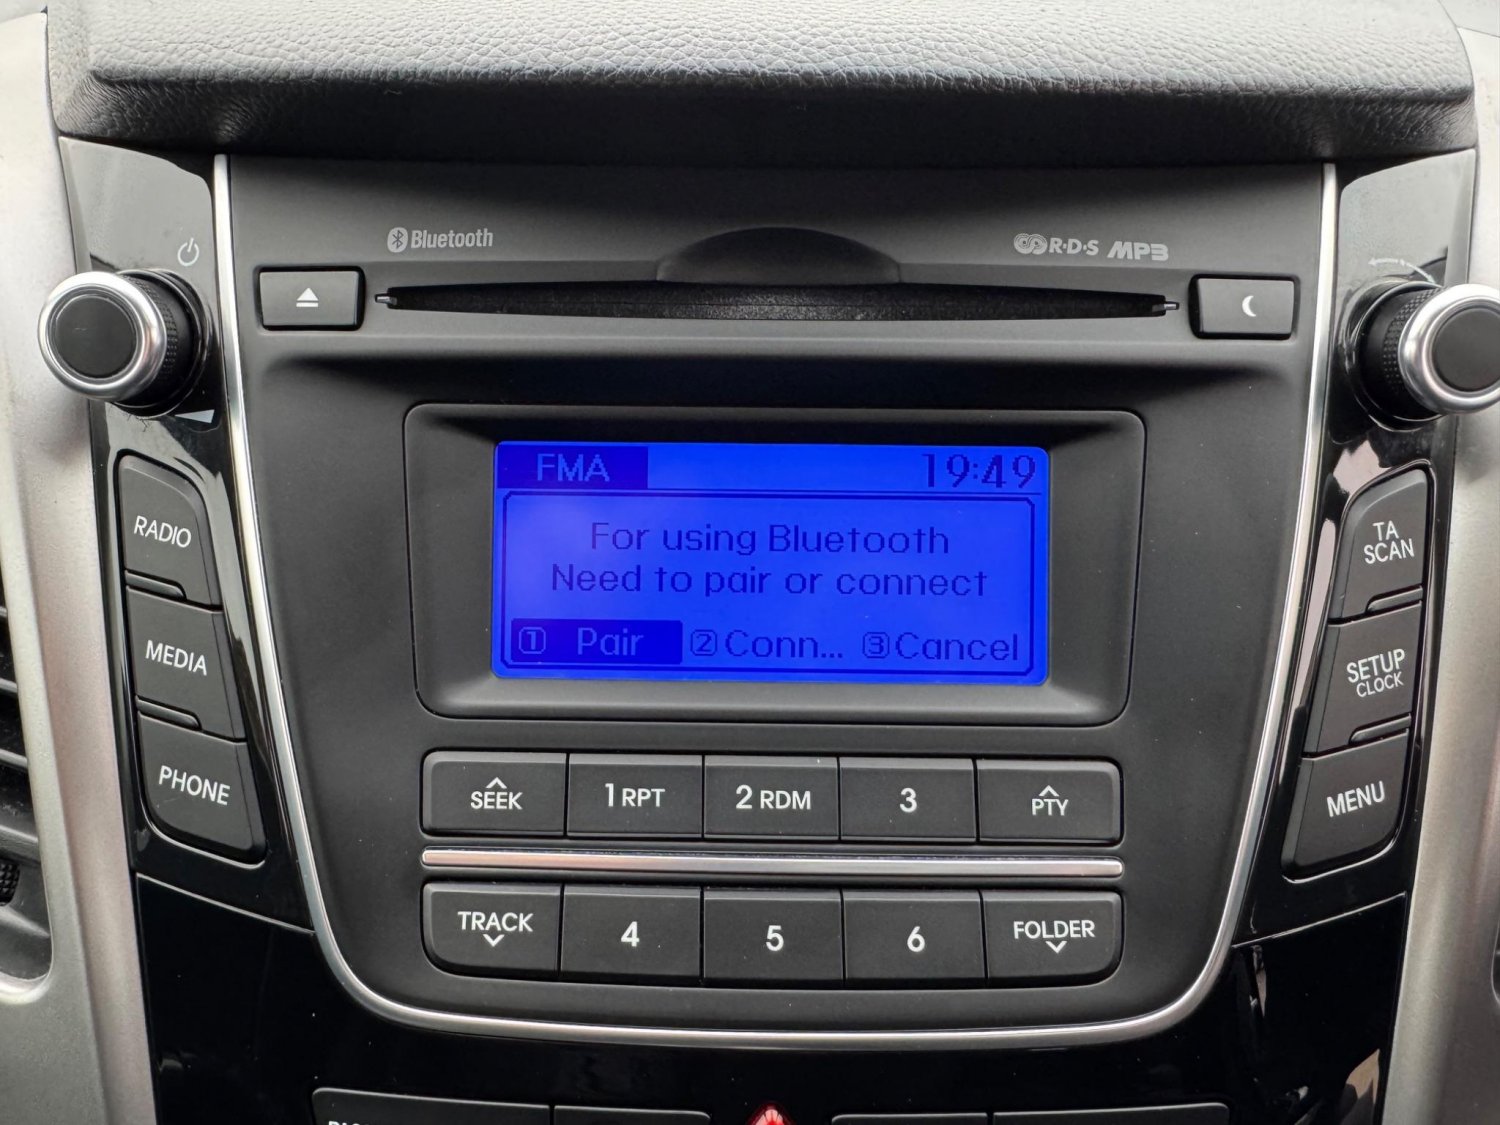 Bluetooth
R·D·S MP3
FMA 19:49
For using Bluetooth
Need to pair or connect
1 Pair 2 Conn... 3 Cancel
RADIO
MEDIA
PHONE
TA
SCAN
SETUP
CLOCK
MENU
SEEK 1 RPT 2 RDM 3 PTY
TRACK 4 5 6 FOLDER